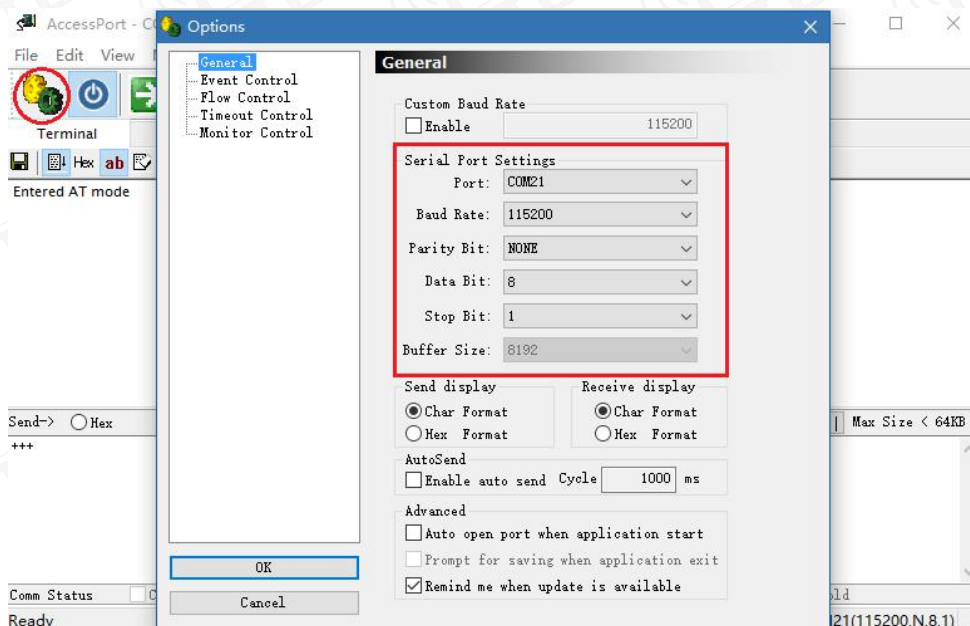 AccessPort - C
Options
File Edit View
General
Event Control
Flow Control
Timeout Control
Monitor Control
General
Custom Baud Rate
Enable 115200
Terminal
Hex ab
Entered AT mode
Serial Port Settings
Port: COM21
Baud Rate: 115200
Parity Bit: NONE
Data Bit: 8
Stop Bit: 1
Buffer Size: 8192
Send display Receive display
Char Format Char Format
Hex Format Hex Format
Send-> Hex
Max Size < 64KB
+++
AutoSend
Enable auto send Cycle 1000 ms
Advanced
Auto open port when application start
Prompt for saving when application exit
Remind me when update is available
OK
Cancel
Comm Status
Ready
21(115200,N,8,1)